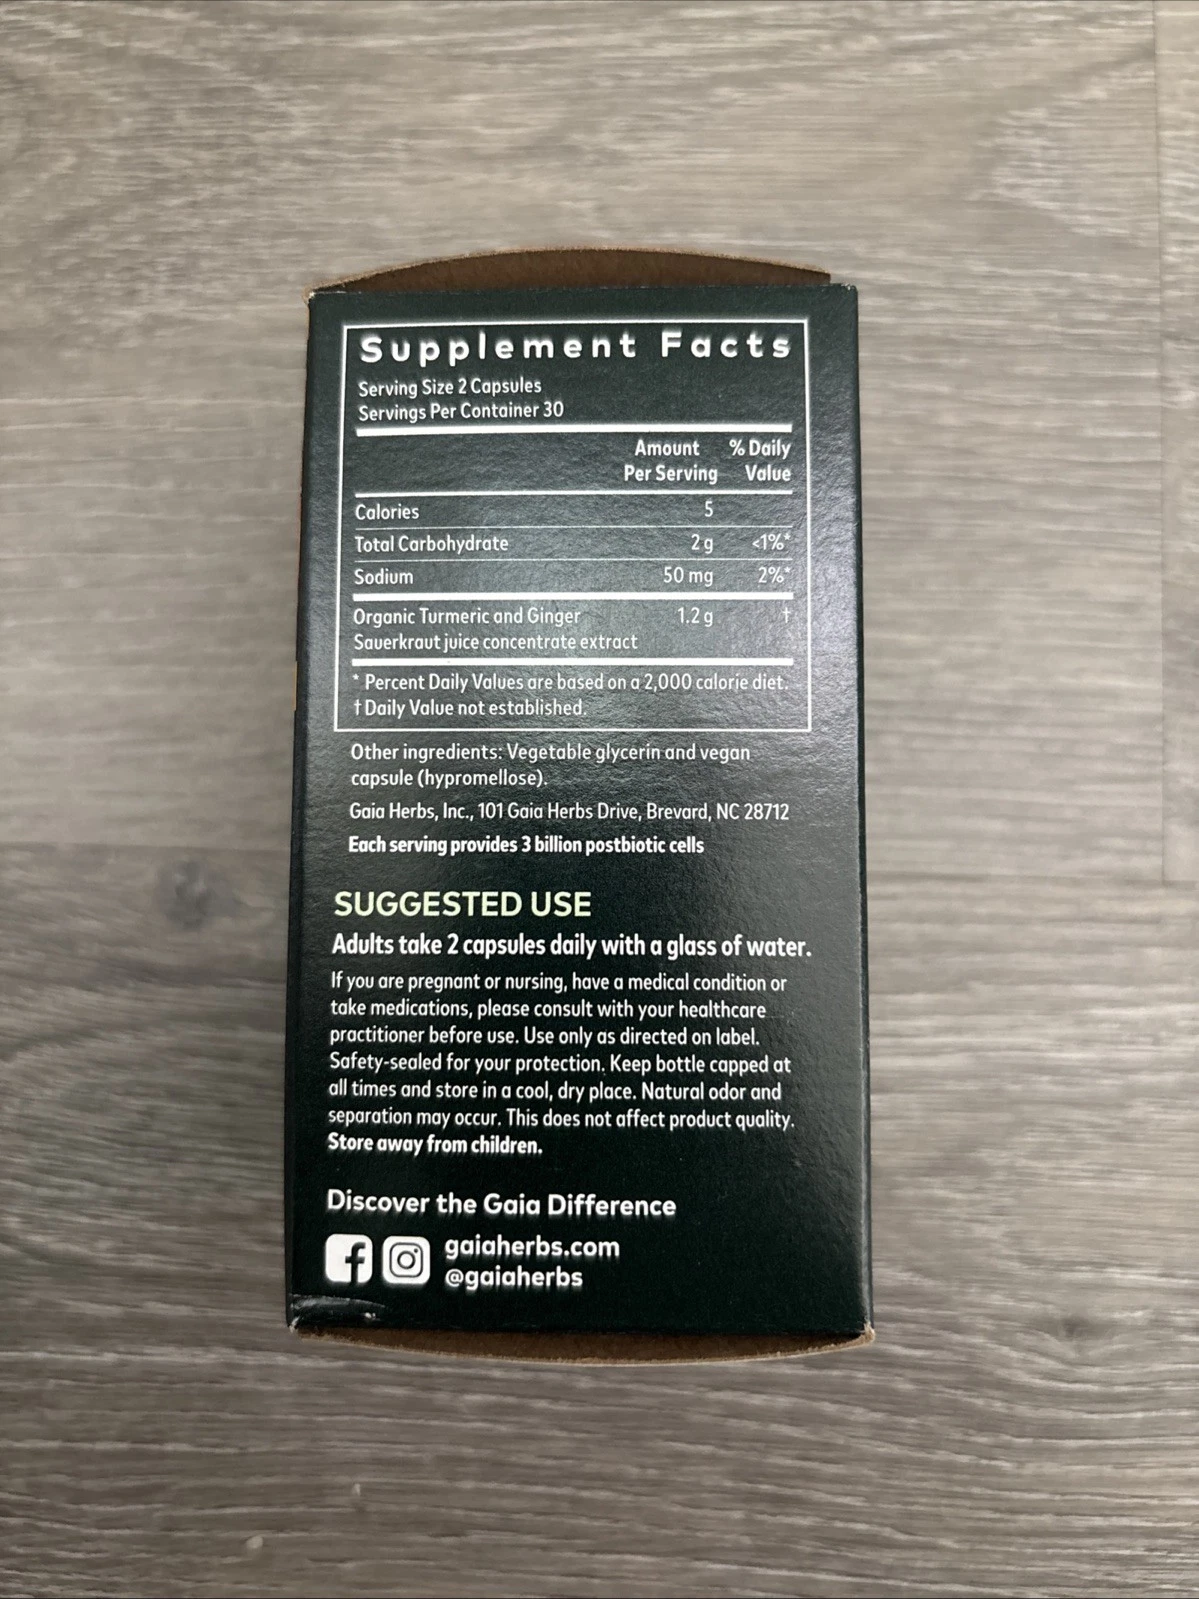 Supplement Facts
Serving Size 2 Capsules
Servings Per Container 30
Amount % Daily
Per Serving Value
Calories 5
Total Carbohydrate 2 g <1%*
Sodium 50 mg 2%*
Organic Turmeric and Ginger 1.2 g †
Sauerkraut juice concentrate extract
* Percent Daily Values are based on a 2,000 calorie diet.
† Daily Value not established.
Other ingredients: Vegetable glycerin and vegan
capsule (hypromellose).
Gaia Herbs, Inc., 101 Gaia Herbs Drive, Brevard, NC 28712
Each serving provides 3 billion postbiotic cells
SUGGESTED USE
Adults take 2 capsules daily with a glass of water.
If you are pregnant or nursing, have a medical condition or
take medications, please consult with your healthcare
practitioner before use. Use only as directed on label.
Safety-sealed for your protection. Keep bottle capped at
all times and store in a cool, dry place. Natural odor and
separation may occur. This does not affect product quality.
Store away from children.
Discover the Gaia Difference
gaiaherbs.com
@gaiaherbs